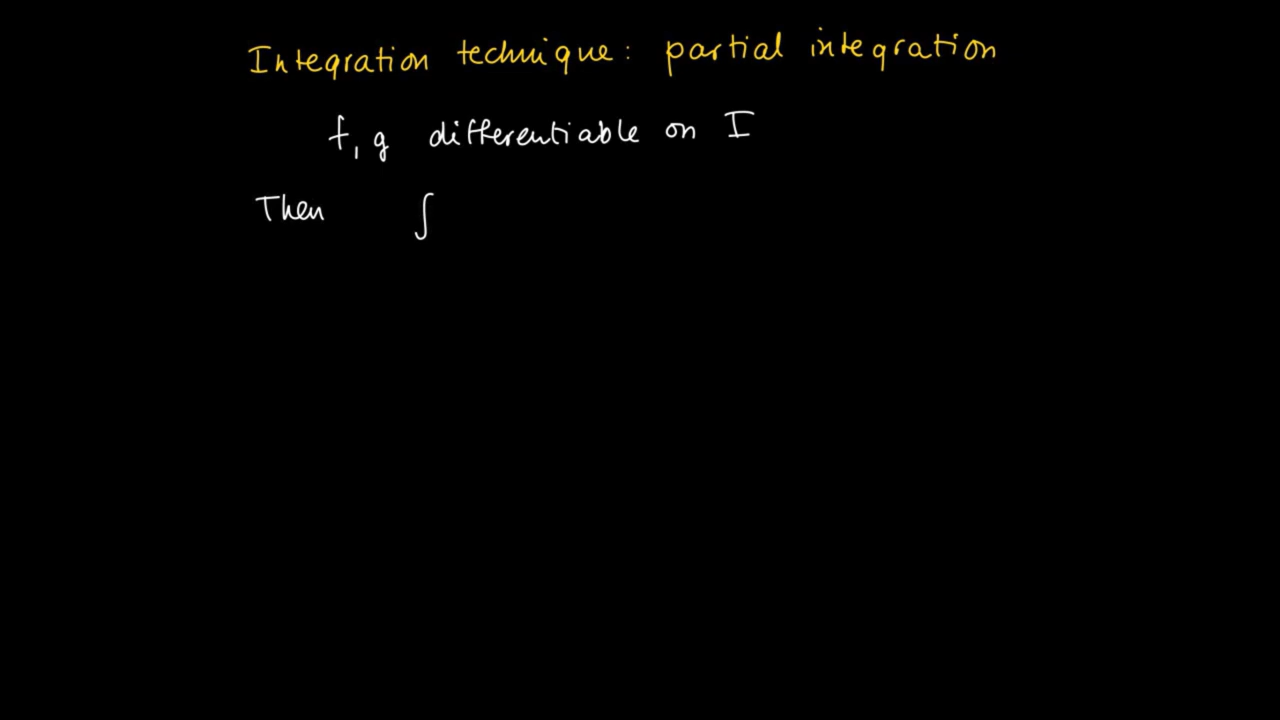 Integration technique: partial integration
f, g differentiable on I
Then ∫